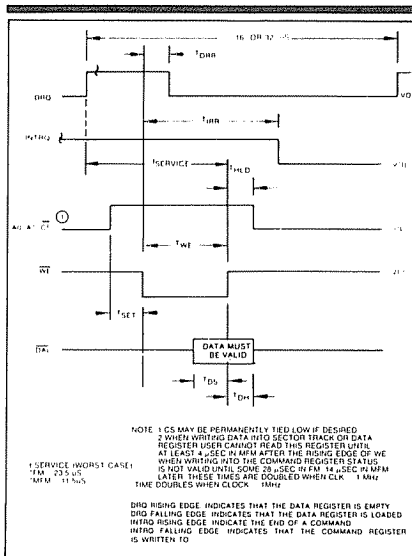 16 OR 32 µS
tDRR
DRQ
tIRR
INTRQ
tSERVICE
tHLD
1
tWE
WE
tSET
DATA MUST
BE VALID
DAL
tDS
tDH
NOTE 1 CS MAY BE PERMANENTLY TIED LOW IF DESIRED
2 WHEN WRITING DATA INTO SECTOR TRACK OR DATA
REGISTER USER CANNOT READ THIS REGISTER UNTIL
AT LEAST 4 µSEC IN MFM AFTER THE RISING EDGE OF WE
WHEN WRITING INTO THE COMMAND REGISTER STATUS
IS NOT VALID UNTIL SOME 28 µSEC IN FM 14 µSEC IN MFM
LATER THESE TIMES ARE DOUBLED WHEN CLK 1 MHz
t SERVICE (WORST CASE)
*FM 23.5 µS
*MFM 11.5µS
TIME DOUBLES WHEN CLOCK 1MHz
DRQ RISING EDGE INDICATES THAT THE DATA REGISTER IS EMPTY
DRQ FALLING EDGE INDICATES THAT THE DATA REGISTER IS LOADED
INTRQ RISING EDGE INDICATE THE END OF A COMMAND
INTRQ FALLING EDGE INDICATES THAT THE COMMAND REGISTER
IS WRITTEN TO